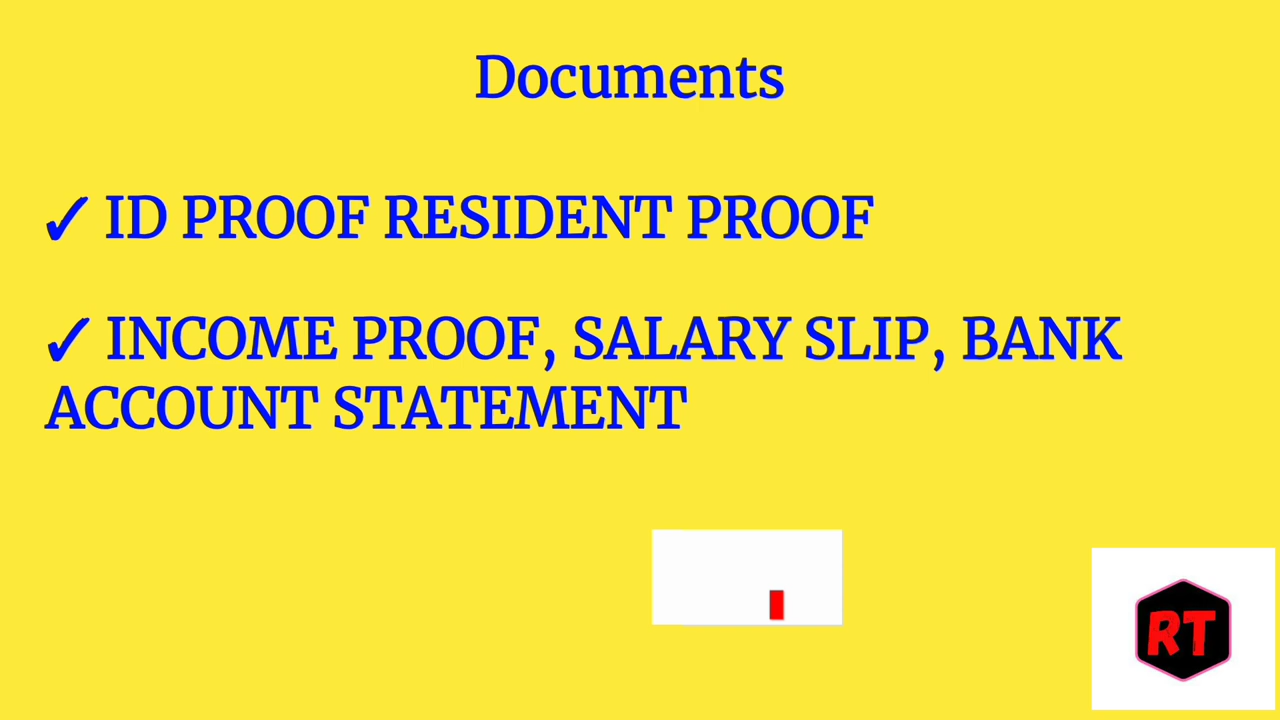 Documents
✓ ID PROOF RESIDENT PROOF
✓ INCOME PROOF, SALARY SLIP, BANK
ACCOUNT STATEMENT
RT